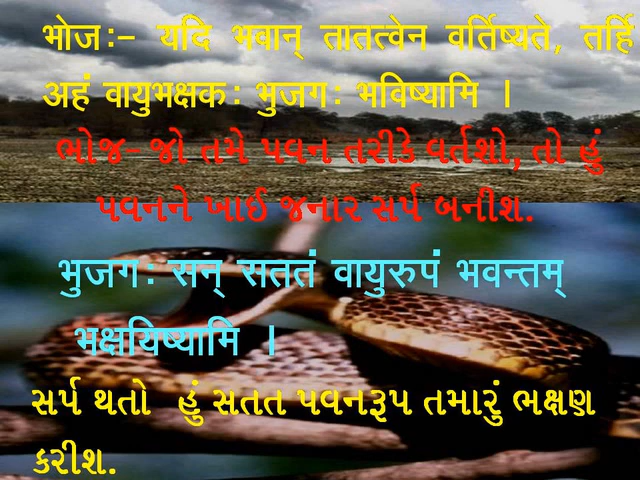 भोजः– यदि भवान् तातत्वेन वर्तिष्यते, तर्हि
अहं वायुभक्षकः भुजगः भविष्यामि ।
ભોજ- જો તમે પવન તરીકે વર્તશો, તો હું
પવનને ખાઈ જનાર સર્પ બનીશ.
भुजगः सन् सततं वायुरुपं भवन्तम्
भक्षयिष्यामि ।
સર્પ થતો હું સતત પવનરૂપ તમારું ભક્ષણ
કરીશ.